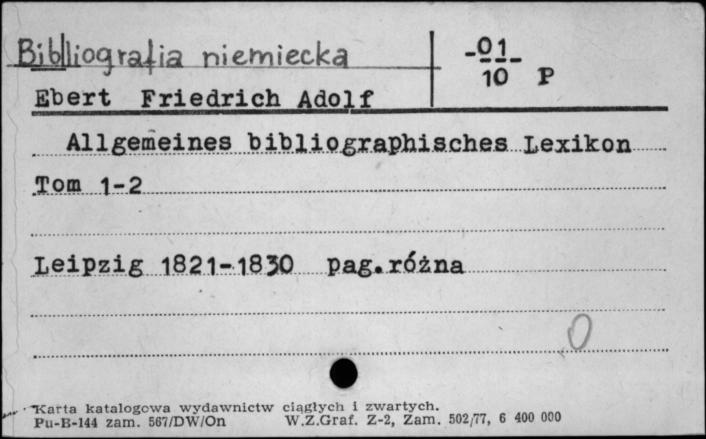 Bibliografia niemiecka
-01-
10 P
Ebert Friedrich Adolf
Allgemeines bibliographisches Lexikon
Tom 1-2
Leipzig 1821-1830 pag.różna
0
Karta katalogowa wydawnictw ciągłych i zwartych.
Pu-B-144 zam. 567/DW/On W.Z.Graf. Z-2, Zam. 502/77, 6 400 000